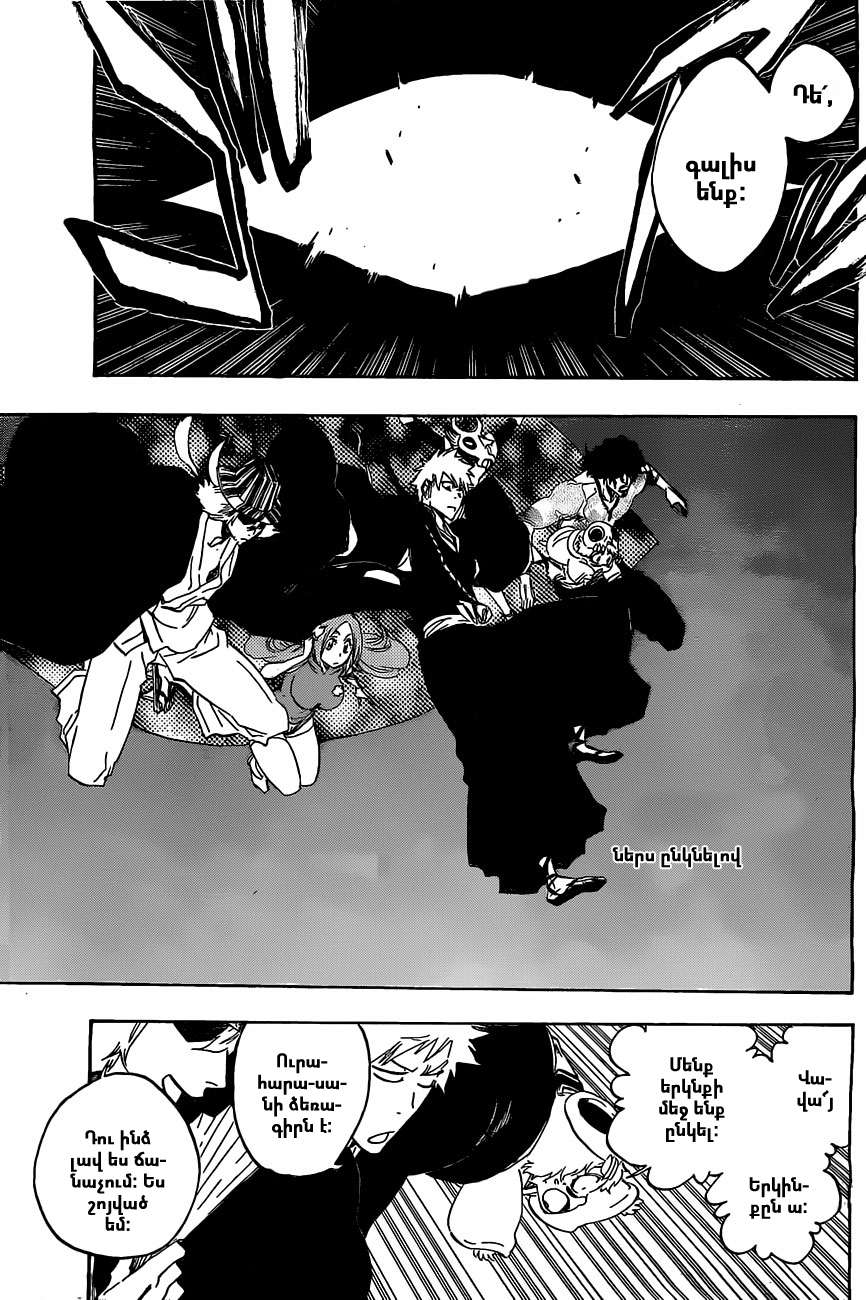 Դե՛,
գալիս
ենք:
ներս ընկնելով
Վա-
վա՜յ
Երկին-
քըն ա:
Մենք
երկնքի
մեջ ենք
ընկել:
Ուրա-
հարա-սա-
նի ձեռա-
գիրն է:
Դու ինձ
լավ ես ճա-
նաչում: Ես
շոյված
եմ: